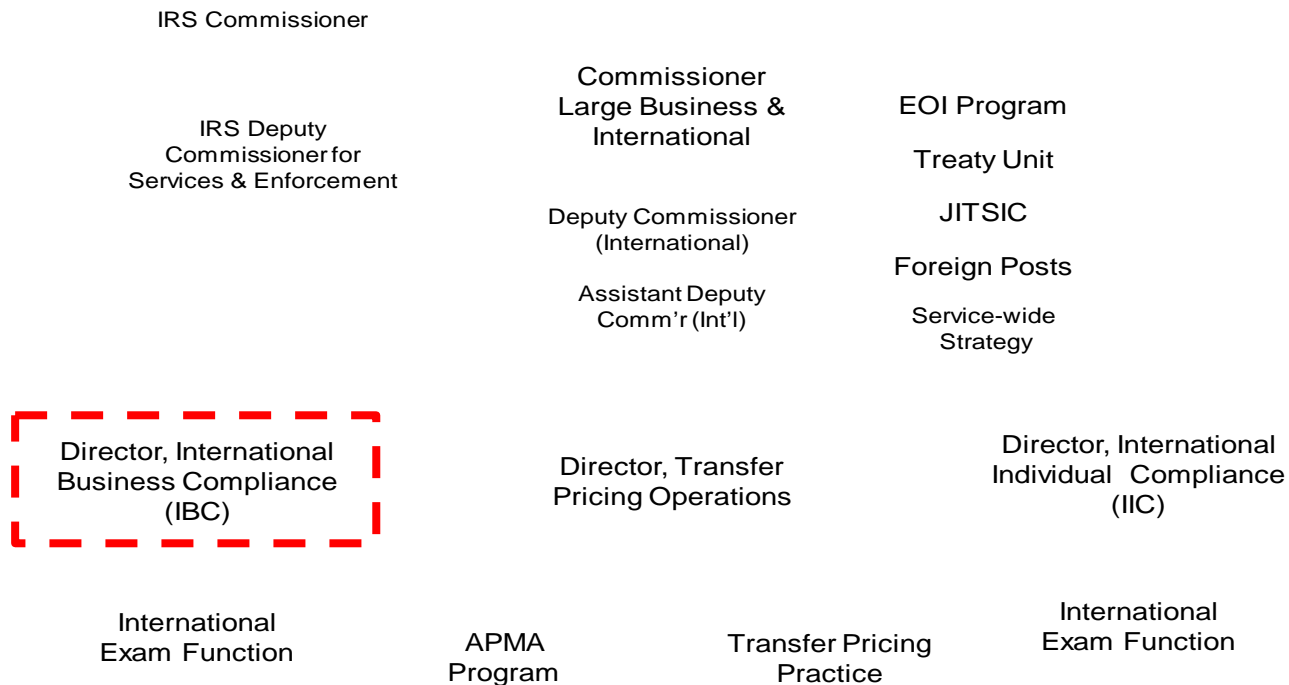 IRS Commissioner
IRS Deputy
Commissioner for
Services & Enforcement
Commissioner
Large Business &
International
Deputy Commissioner
(International)
Assistant Deputy
Comm’r (Int’l)
EOI Program
Treaty Unit
JITSIC
Foreign Posts
Service-wide
Strategy
Director, International
Business Compliance
(IBC)
Director, Transfer
Pricing Operations
Director, International
Individual Compliance
(IIC)
International
Exam Function
APMA
Program
Transfer Pricing
Practice
International
Exam Function